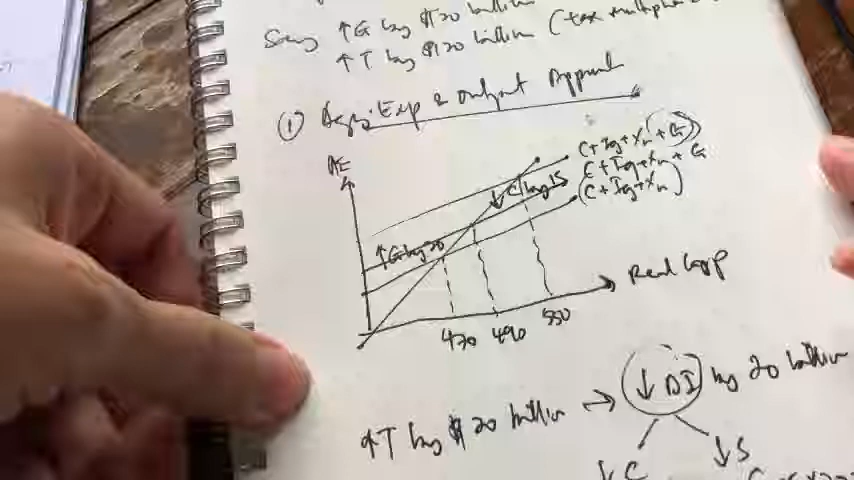 Say ↑G by $20 billion
↑T by $20 billion (tax multiplier
① Agg. Exp & Output Approach
AE
C+Ig+Xn+G
C+Ig+Xn+G
(C+Ig+Xn)
↓C by 15
↑G by 20
Real GDP
470 490 550
↑T by $20 billion → ↓DI by 20 billion
↓C ↓S